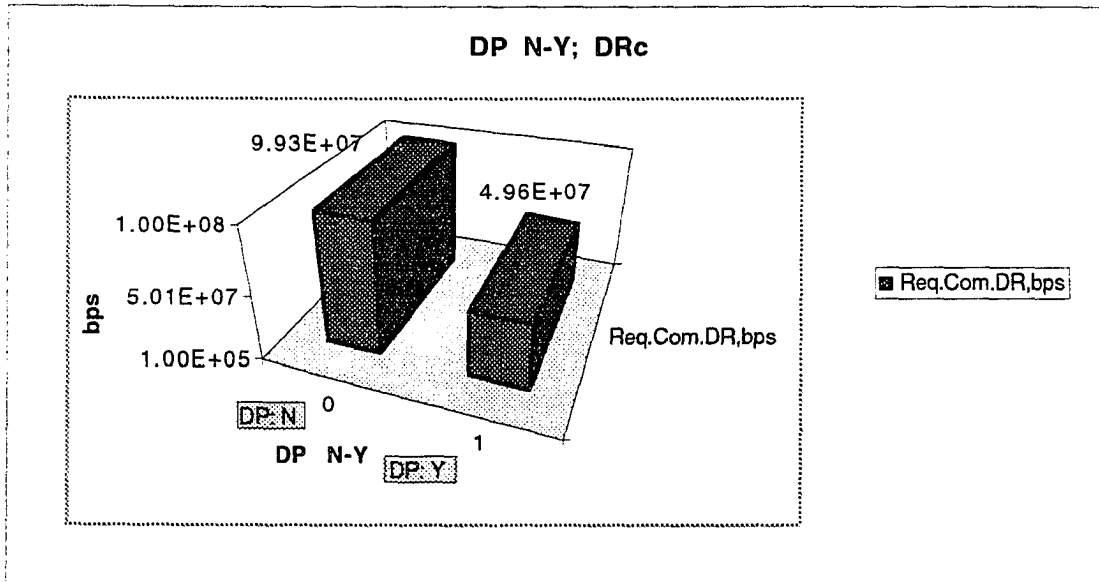 DP N-Y; DRc
9.93E+07
4.96E+07
1.00E+08
5.01E+07
1.00E+05
bps
Req.Com.DR,bps
Req.Com.DR,bps
0
1
DP: N
DP N-Y
DP: Y